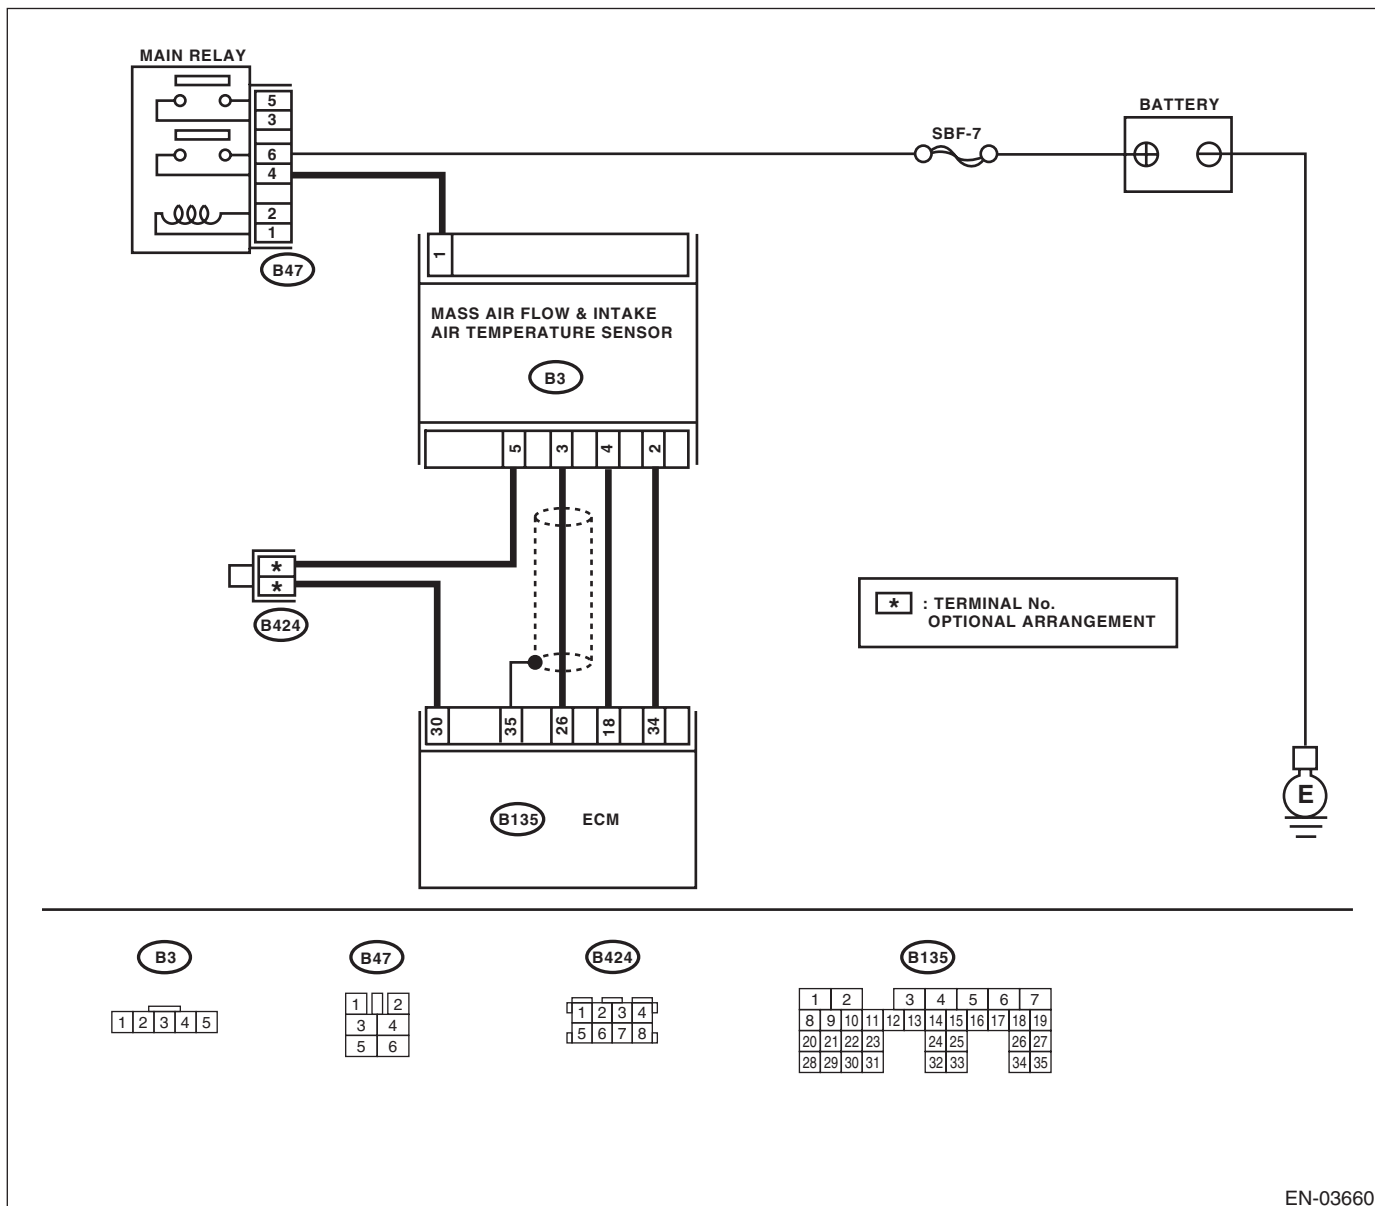 MAIN RELAY
5
3
6
4
2
1
B47
SBF-7
BATTERY
1
MASS AIR FLOW & INTAKE
AIR TEMPERATURE SENSOR
B3
5 3 4 2
*
*
B424
* : TERMINAL No.
OPTIONAL ARRANGEMENT
30 35 26 18 34
B135 ECM
E
B3
1 2 3 4 5
B47
1 2
3 4
5 6
B424
1 2 3 4
5 6 7 8
B135
1 2 3 4 5 6 7
8 9 10 11 12 13 14 15 16 17 18 19
20 21 22 23 24 25 26 27
28 29 30 31 32 33 34 35
EN-03660